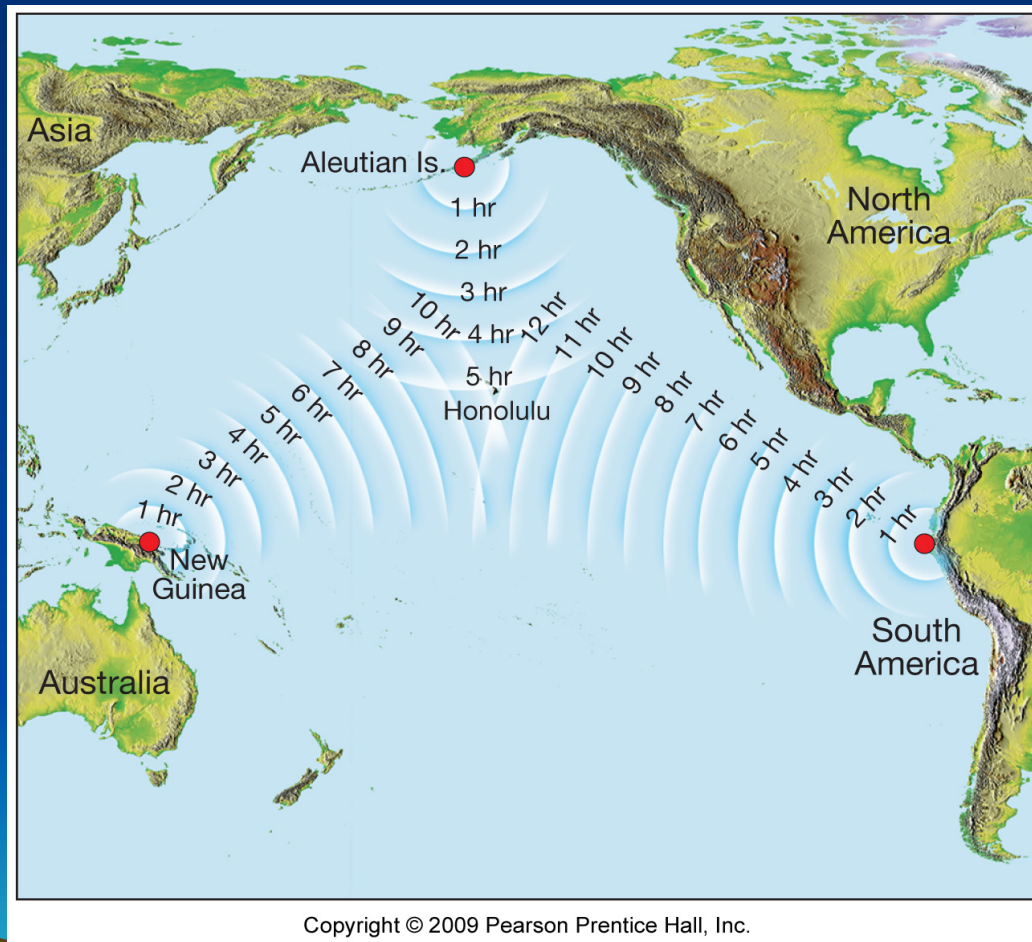 Asia
Aleutian Is.
North
America
1 hr
2 hr
3 hr
4 hr
5 hr
Honolulu
1 hr
2 hr
3 hr
4 hr
5 hr
6 hr
7 hr
8 hr
9 hr
10 hr
12 hr
11 hr
10 hr
9 hr
8 hr
7 hr
6 hr
5 hr
4 hr
3 hr
2 hr
1 hr
New
Guinea
Australia
South
America
Copyright © 2009 Pearson Prentice Hall, Inc.